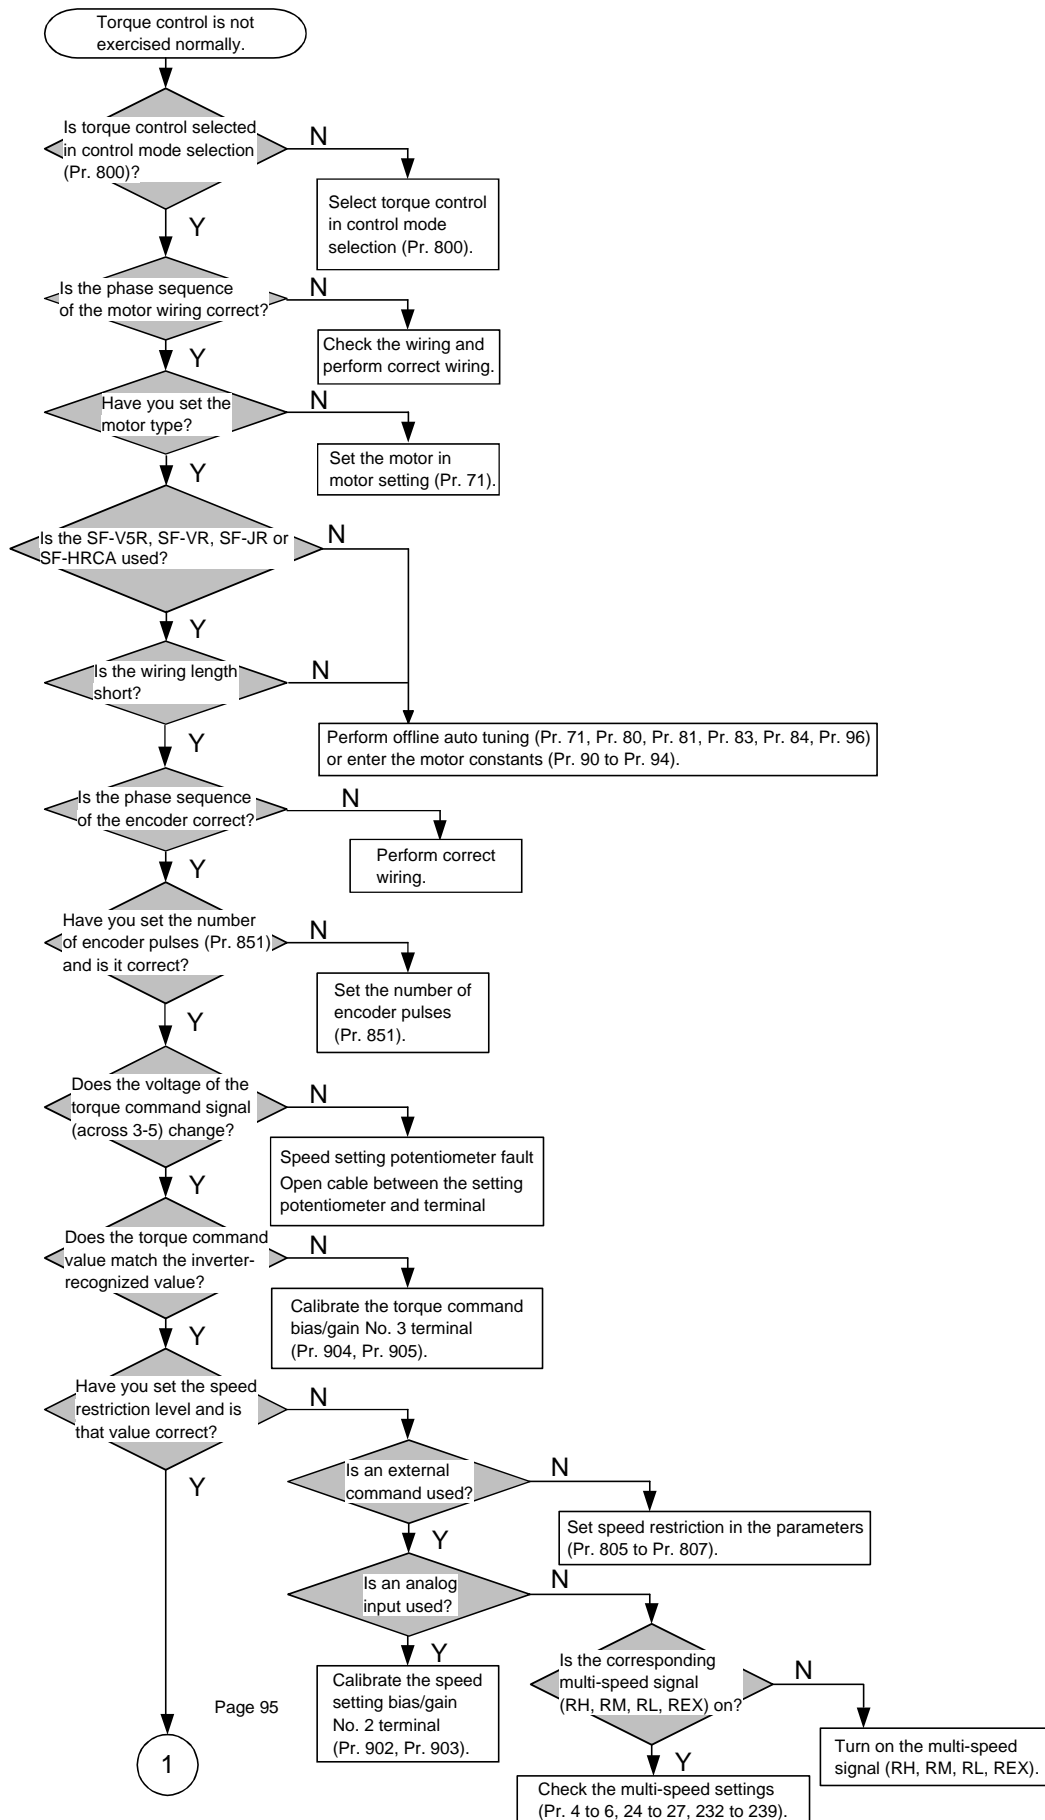 Torque control is not
exercised normally.
Is torque control selected
in control mode selection
(Pr. 800)?
N
Select torque control
in control mode
selection (Pr. 800).
Y
Is the phase sequence
of the motor wiring correct?
N
Check the wiring and
perform correct wiring.
Y
Have you set the
motor type?
N
Set the motor in
motor setting (Pr. 71).
Y
Is the SF-V5R, SF-VR, SF-JR or
SF-HRCA used?
N
Y
Is the wiring length
short?
N
Perform offline auto tuning (Pr. 71, Pr. 80, Pr. 81, Pr. 83, Pr. 84, Pr. 96)
or enter the motor constants (Pr. 90 to Pr. 94).
Y
Is the phase sequence
of the encoder correct?
N
Perform correct
wiring.
Y
Have you set the number
of encoder pulses (Pr. 851)
and is it correct?
N
Set the number of
encoder pulses
(Pr. 851).
Y
Does the voltage of the
torque command signal
(across 3-5) change?
N
Speed setting potentiometer fault
Open cable between the setting
potentiometer and terminal
Y
Does the torque command
value match the inverter-
recognized value?
N
Calibrate the torque command
bias/gain No. 3 terminal
(Pr. 904, Pr. 905).
Y
Have you set the speed
restriction level and is
that value correct?
N
Y
Is an external
command used?
N
Set speed restriction in the parameters
(Pr. 805 to Pr. 807).
Y
Is an analog
input used?
N
Y
Calibrate the speed
setting bias/gain
No. 2 terminal
(Pr. 902, Pr. 903).
Is the corresponding
multi-speed signal
(RH, RM, RL, REX) on?
N
Turn on the multi-speed
signal (RH, RM, RL, REX).
Y
Check the multi-speed settings
(Pr. 4 to 6, 24 to 27, 232 to 239).
Page 95
1